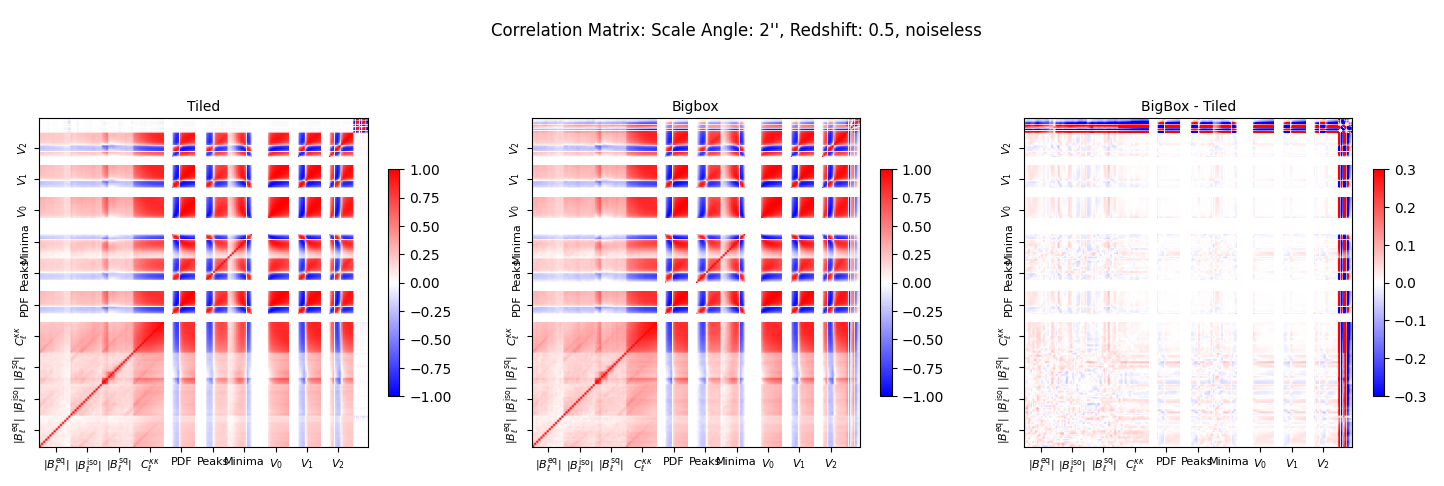 Correlation Matrix: Scale Angle: 2'', Redshift: 0.5, noiseless
Tiled
V₂
V₁
V₀
Minima
Peaks
PDF
C_ℓ^κκ
|B_ℓ^sq|
|B_ℓ^iso|
|B_ℓ^eq|
|B_ℓ^eq| |B_ℓ^iso| |B_ℓ^sq| C_ℓ^κκ PDF Peaks Minima V₀ V₁ V₂
1.00
0.75
0.50
0.25
0.00
−0.25
−0.50
−0.75
−1.00
Bigbox
V₂
V₁
V₀
Minima
Peaks
PDF
C_ℓ^κκ
|B_ℓ^sq|
|B_ℓ^iso|
|B_ℓ^eq|
|B_ℓ^eq| |B_ℓ^iso| |B_ℓ^sq| C_ℓ^κκ PDF Peaks Minima V₀ V₁ V₂
1.00
0.75
0.50
0.25
0.00
−0.25
−0.50
−0.75
−1.00
BigBox - Tiled
V₂
V₁
V₀
Minima
Peaks
PDF
C_ℓ^κκ
|B_ℓ^sq|
|B_ℓ^iso|
|B_ℓ^eq|
|B_ℓ^eq| |B_ℓ^iso| |B_ℓ^sq| C_ℓ^κκ PDF Peaks Minima V₀ V₁ V₂
0.3
0.2
0.1
0.0
−0.1
−0.2
−0.3